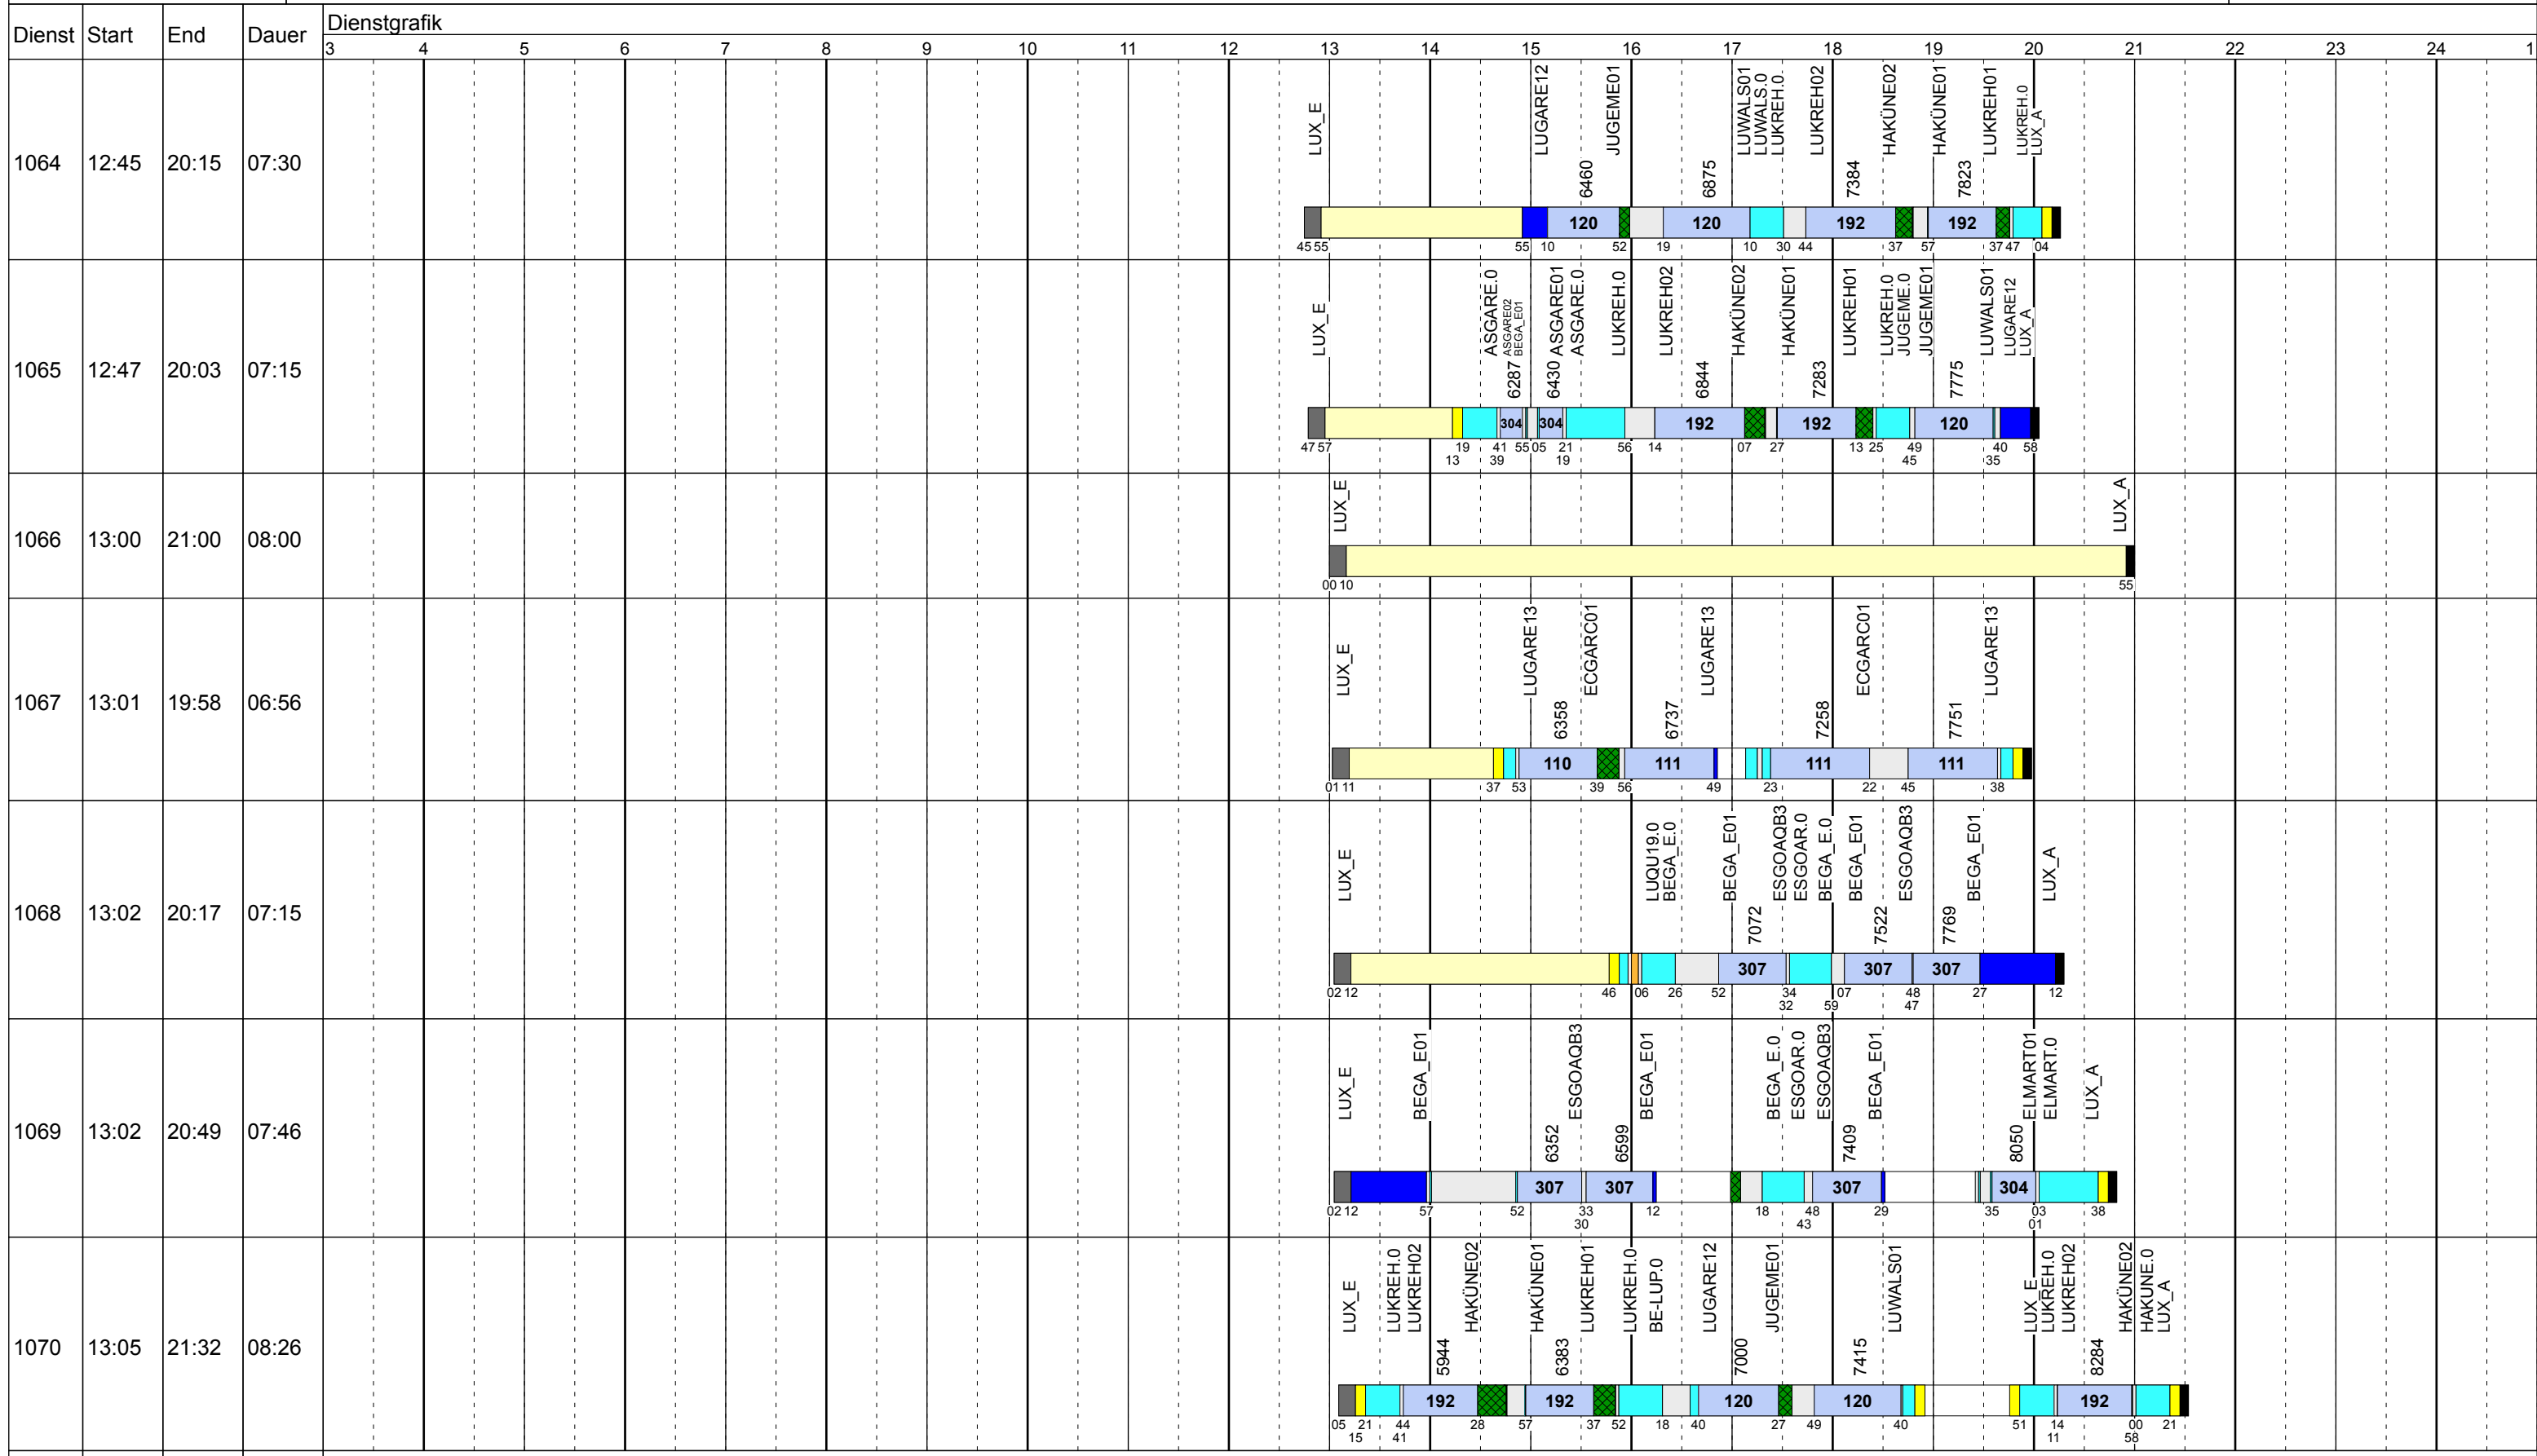 Dienst Start End Dauer Dienstgrafik
3 4 5 6 7 8 9 10 11 12 13 14 15 16 17 18 19 20 21 22 23 24 1
LUX_E LUGARE12 JUGEME01 LUWALS01 LUWALS.0 LUKREH.0. LUKREH02 HAKÜNE02 HAKÜNE01 LUKREH01 LUKREH.0 LUX_A
6460 6875 7384 7823
1064 12:45 20:15 07:30
120 120 192 192
45 55 55 10 52 19 10 30 44 37 57 37 47 04
LUX_E ASGARE.0 ASGARE02 BEGA_E01 ASGARE01 ASGARE.0 LUKREH.0 LUKREH02 HAKÜNE02 HAKÜNE01 LUKREH01 LUKREH.0 JUGEME.0 JUGEME01 LUWALS01 LUGARE12 LUX_A
6287 6430 6844 7283 7775
1065 12:47 20:03 07:15
304 304 192 192 120
47 57 19 41 55 05 21 56 14 07 27 13 25 49 40 58
13 39 19 45 35
LUX_E LUX_A
1066 13:00 21:00 08:00
00 10 55
LUX_E LUGARE13 ECGARC01 LUGARE13 ECGARC01 LUGARE13
6358 6737 7258 7751
1067 13:01 19:58 06:56
110 111 111 111
01 11 37 53 39 56 49 23 22 45 38
LUX_E LUQU19.0 BEGA_E.0 BEGA_E01 ESGOAQB3 ESGOAR.0 BEGA_E.0 BEGA_E01 ESGOAQB3 BEGA_E01 LUX_A
7072 7522 7769
1068 13:02 20:17 07:15
307 307 307
02 12 46 06 26 52 34 07 48 27 12
32 59 47
LUX_E BEGA_E01 ESGOAQB3 BEGA_E01 BEGA_E.0 ESGOAR.0 ESGOAQB3 BEGA_E01 ELMART01 ELMART.0 LUX_A
6352 6599 7409 8050
1069 13:02 20:49 07:46
307 307 307 304
02 12 57 52 33 12 18 48 29 35 03 38
30 43 01
LUX_E LUKREH.0 LUKREH02 HAKÜNE02 HAKÜNE01 LUKREH01 LUKREH.0 BE-LUP.0 LUGARE12 JUGEME01 LUWALS01 LUX_E LUKREH.0 LUKREH02 HAKÜNE02 HAKÜNE.0 LUX_A
5944 6383 7000 7415 8284
1070 13:05 21:32 08:26
192 192 120 120 192
05 21 44 28 57 37 52 18 40 27 49 40 51 14 00 21
15 41 11 58